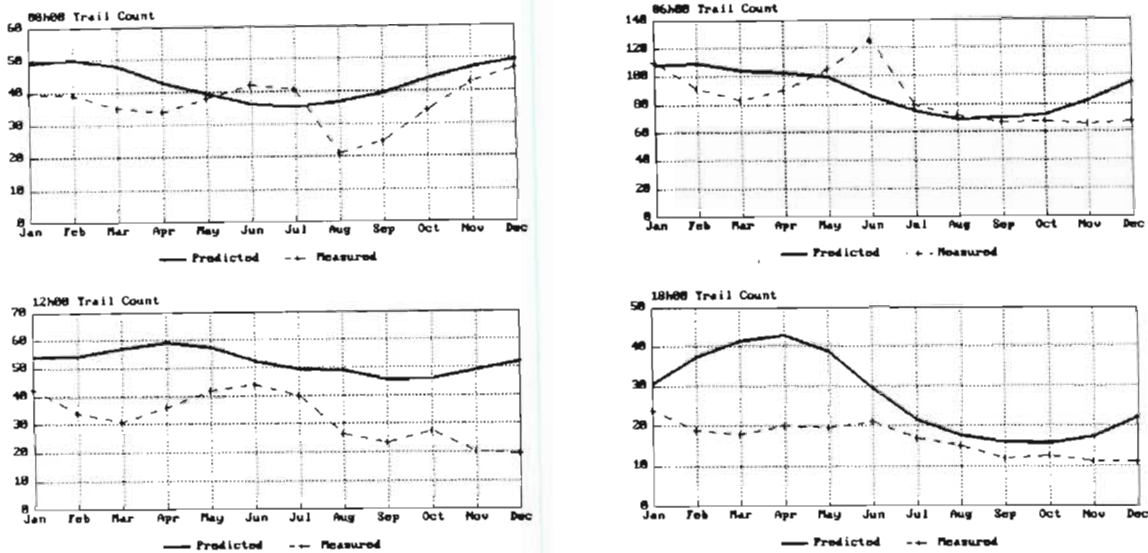 00h00 Trail Count
60
50
40
30
20
10
0
Jan Feb Mar Apr May Jun Jul Aug Sep Oct Nov Dec
Predicted Measured
06h00 Trail Count
140
120
100
80
60
40
20
0
Jan Feb Mar Apr May Jun Jul Aug Sep Oct Nov Dec
Predicted Measured
12h00 Trail Count
70
60
50
40
30
20
10
0
Jan Feb Mar Apr May Jun Jul Aug Sep Oct Nov Dec
Predicted Measured
18h00 Trail Count
50
40
30
20
10
0
Jan Feb Mar Apr May Jun Jul Aug Sep Oct Nov Dec
Predicted Measured